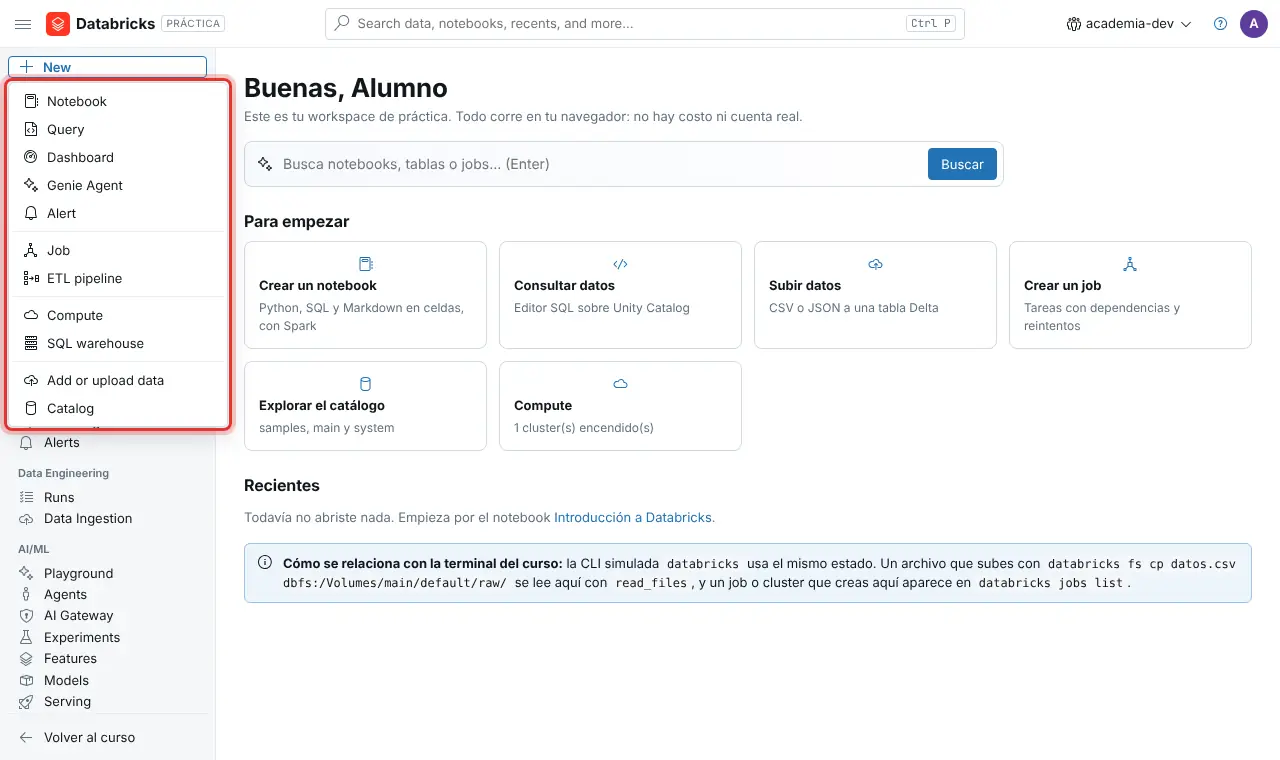 Databricks PRÁCTICA
Search data, notebooks, recents, and more...
Ctrl P
academia-dev
?
A
New
Notebook
Query
Dashboard
Genie Agent
Alert
Job
ETL pipeline
Compute
SQL warehouse
Add or upload data
Catalog
Alerts
Data Engineering
Runs
Data Ingestion
AI/ML
Playground
Agents
AI Gateway
Experiments
Features
Models
Serving
Volver al curso
Buenas, Alumno
Este es tu workspace de práctica. Todo corre en tu navegador: no hay costo ni cuenta real.
Busca notebooks, tablas o jobs... (Enter)
Buscar
Para empezar
Crear un notebook
Python, SQL y Markdown en celdas,
con Spark
Consultar datos
Editor SQL sobre Unity Catalog
Subir datos
CSV o JSON a una tabla Delta
Crear un job
Tareas con dependencias y
reintentos
Explorar el catálogo
samples, main y system
Compute
1 cluster(s) encendido(s)
Recientes
Todavía no abriste nada. Empieza por el notebook Introducción a Databricks.
Cómo se relaciona con la terminal del curso: la CLI simulada databricks usa el mismo estado. Un archivo que subes con databricks fs cp datos.csv
dbfs:/Volumes/main/default/raw/ se lee aquí con read_files, y un job o cluster que creas aquí aparece en databricks jobs list.